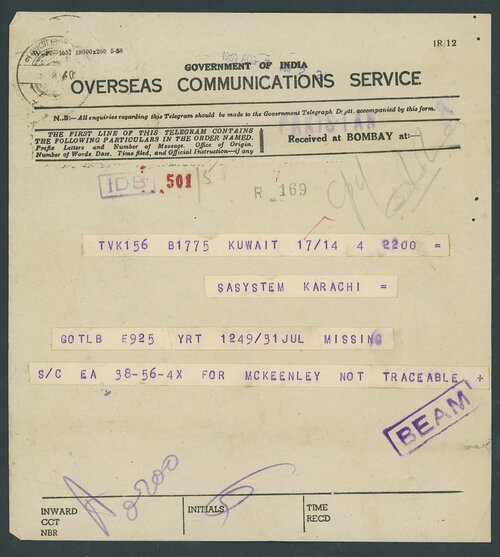 1R/12
GOVERNMENT OF INDIA
OVERSEAS COMMUNICATIONS SERVICE
N.B:—All enquiries regarding this Telegram should be made to the Government Telegraph Deptt. accompanied by this form.
THE FIRST LINE OF THIS TELEGRAM CONTAINS
THE FOLLOWING PARTICULARS IN THE ORDER NAMED.
Prefix Letters and Number of Message. Office of Origin.
Number of Words. Date. Time filed, and Official Instruction—if any
PAKISTAN
Received at BOMBAY at:—
IDB 501/5
R 169
TVK156 B1775 KUWAIT 17/14 4 2200 =
SASYSTEM KARACHI =
GOTLB E925 YRT 1249/31JUL MISSING
S/C EA 38-56-4X FOR MCKEENLEY NOT TRACEABLE +
BEAM
INWARD
CCT
NBR
INITIALS
TIME
RECD